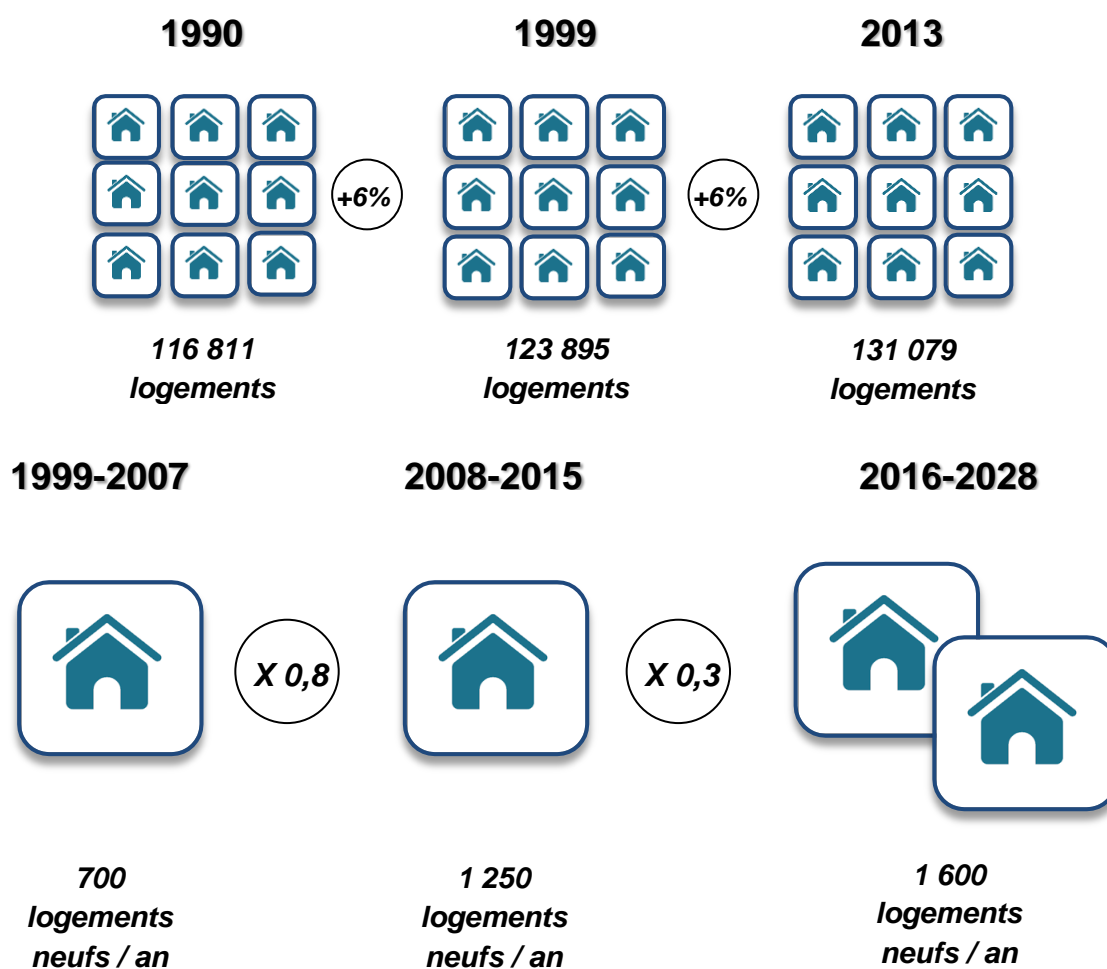 1990
1999
2013
+6%
+6%
116 811
logements
123 895
logements
131 079
logements
1999-2007
2008-2015
2016-2028
X 0,8
X 0,3
700
logements
neufs / an
1 250
logements
neufs / an
1 600
logements
neufs / an